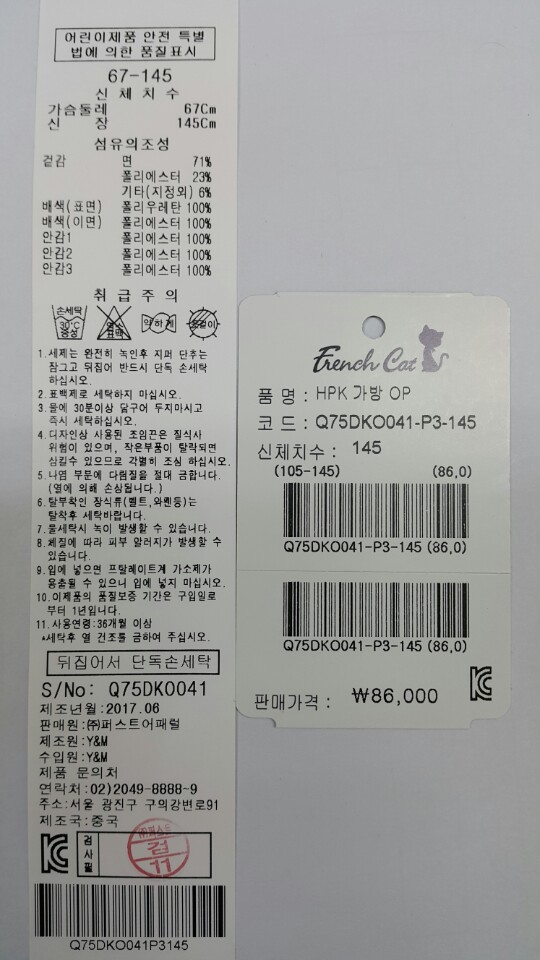 어린이제품 안전 특별
법에 의한 품질표시
67-145
신 체 치 수
가슴둘레 67Cm
신 장 145Cm
섬유의조성
겉감 면 71%
폴리에스터 23%
기타(지정외) 6%
배색(표면) 폴리우레탄 100%
배색(이면) 폴리에스터 100%
안감1 폴리에스터 100%
안감2 폴리에스터 100%
안감3 폴리에스터 100%
취 급 주 의
손세탁
30℃
중성
염소
표백
약하게
옷걸이
1.세제는 완전히 녹인후 지퍼 단추는
잠그고 뒤집어 반드시 단독 손세탁
하십시오.
2.표백제로 세탁하지 마십시오.
3.물에 30분이상 담구어 두지마시고
즉시 세탁하십시오.
4.디자인상 사용된 조임끈은 질식사
위험이 있으며, 작은부품이 탈락되면
삼킬수 있으므로 각별히 조심 하십시오.
5.나염 부분에 다림질을 절대 금합니다.
(열에 의해 손상됩니다.)
6.탈부착인 장식류(벨트,와펜등)는
탈착후 세탁바랍니다.
7.물세탁시 녹이 발생할 수 있습니다.
8.체질에 따라 피부 알러지가 발생할 수
있습니다.
9.입에 넣으면 프탈레이트계 가소제가
용출될 수 있으니 입에 넣지 마십시오.
10.이제품의 품질보증 기간은 구입일로
부터 1년입니다.
11.사용연령:36개월 이상
*세탁후 열 건조를 금하여 주십시오.
뒤집어서 단독손세탁
S/No: Q75DKO041
제조년월:2017.06
판매원:㈜퍼스트어패럴
제조원:Y&M
수입원:Y&M
제품 문의처
연락처:02)2049-8888~9
주소:서울 광진구 구의강변로91
제조국:중국
검
사
필
㈜퍼스트
검
11
Q75DKO041P3145
French Cat
품 명 : HPK 가방 OP
코 드 : Q75DKO041-P3-145
신체치수 : 145
(105-145) (86,0)
Q75DKO041-P3-145 (86,0)
Q75DKO041-P3-145 (86,0)
판매가격 : ₩86,000